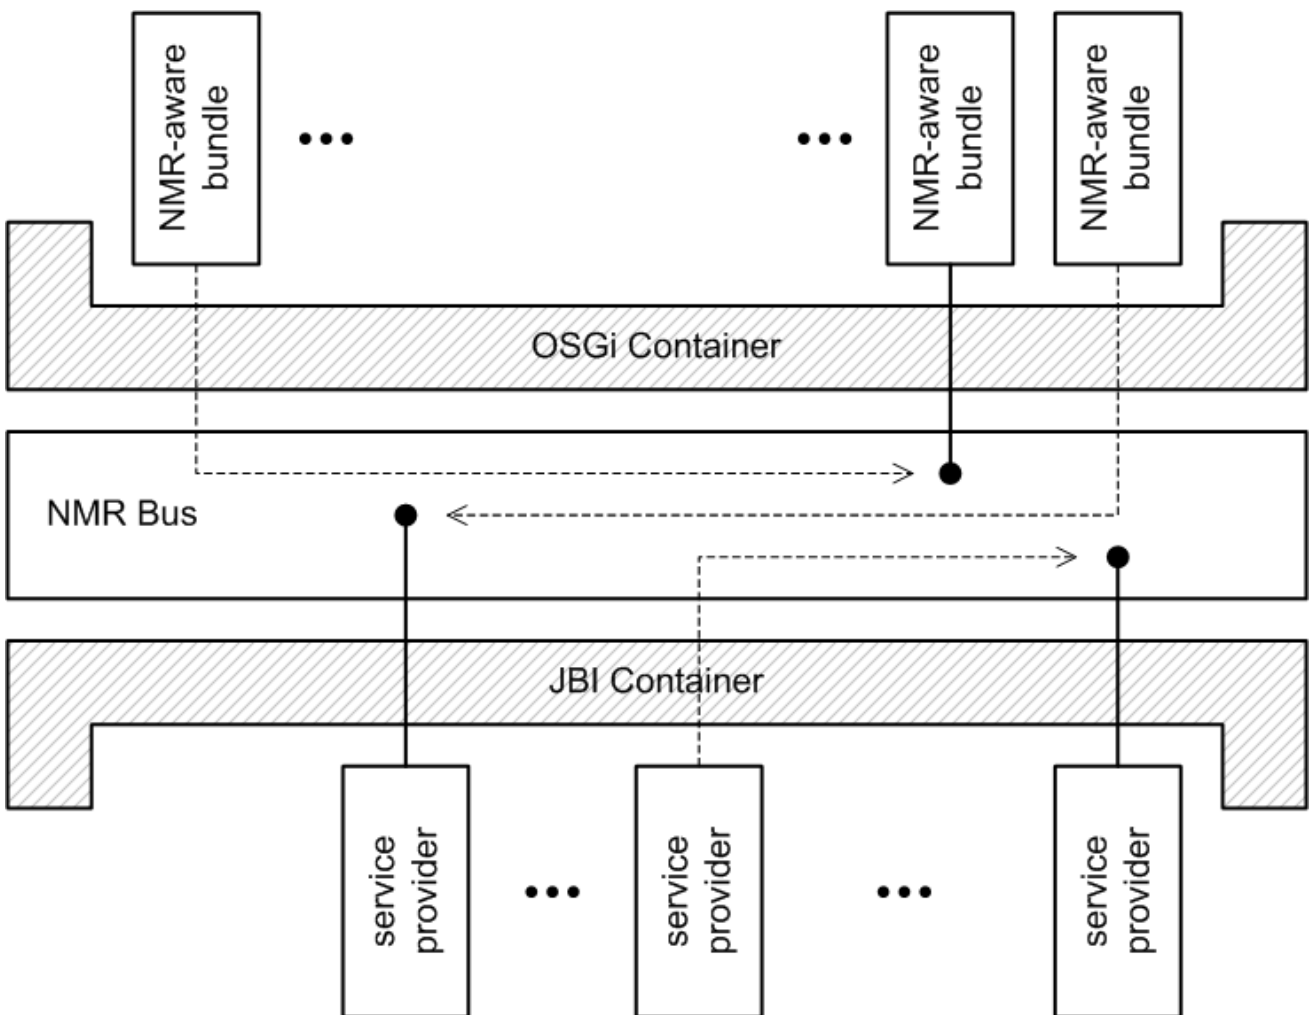 NMR-aware
bundle
NMR-aware
bundle
NMR-aware
bundle
OSGi Container
NMR Bus
JBI Container
service
provider
service
provider
service
provider